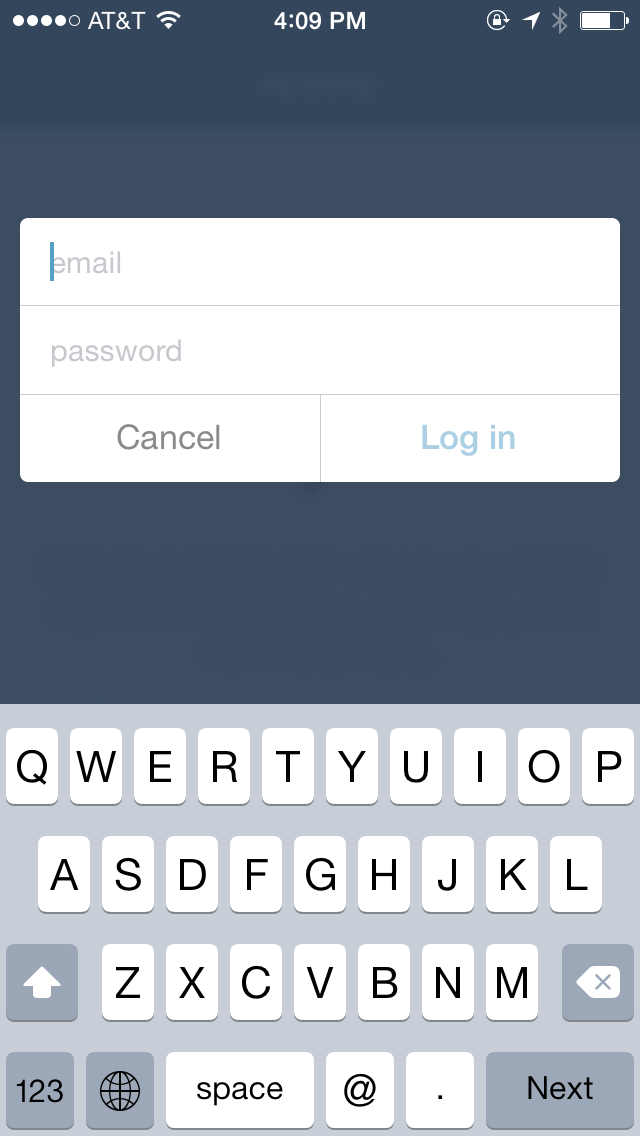 AT&T 4:09 PM
email
password
Cancel Log in
Q W E R T Y U I O P
A S D F G H J K L
Z X C V B N M
123 space @ . Next